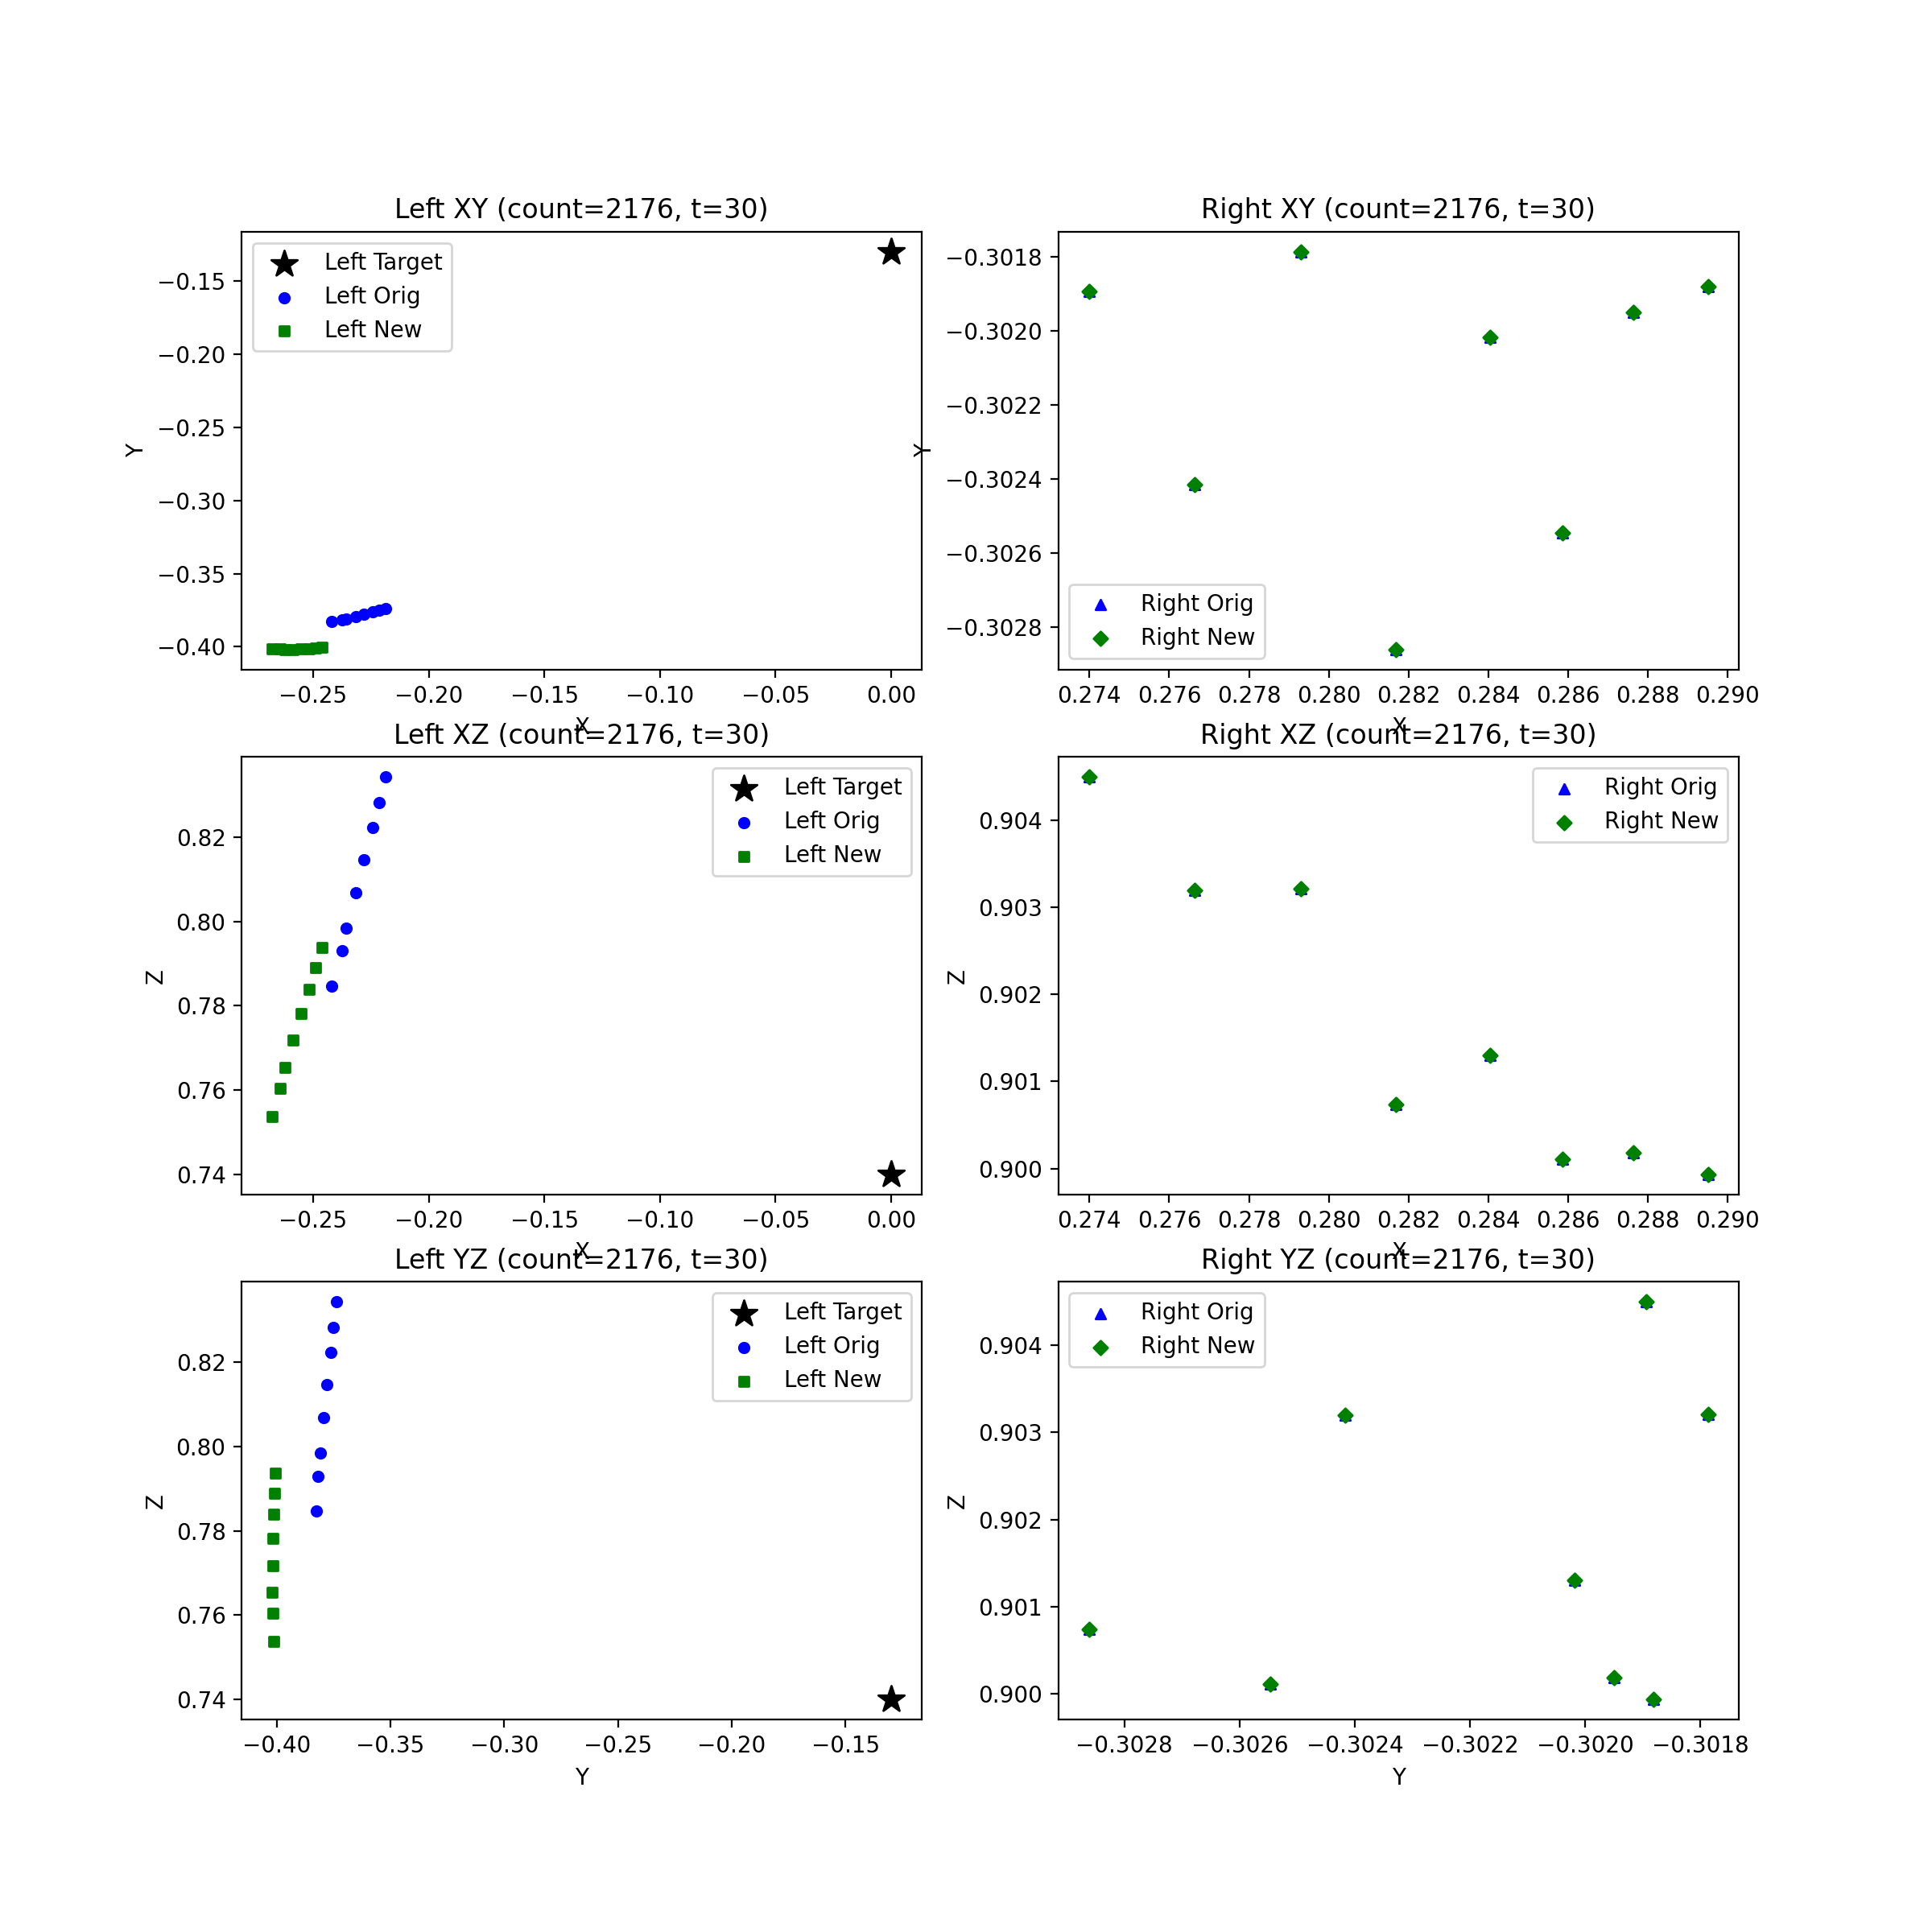 Left XY (count=2176, t=30)
Left Target
Left Orig
Left New
−0.15
−0.20
−0.25
−0.30
−0.35
−0.40
Y
−0.25 −0.20 −0.15 −0.10 −0.05 0.00
X
Right XY (count=2176, t=30)
−0.3018
−0.3020
−0.3022
−0.3024
−0.3026
−0.3028
Y
Right Orig
Right New
0.274 0.276 0.278 0.280 0.282 0.284 0.286 0.288 0.290
X
Left XZ (count=2176, t=30)
Left Target
Left Orig
Left New
0.82
0.80
0.78
0.76
0.74
Z
−0.25 −0.20 −0.15 −0.10 −0.05 0.00
X
Right XZ (count=2176, t=30)
Right Orig
Right New
0.904
0.903
0.902
0.901
0.900
Z
0.274 0.276 0.278 0.280 0.282 0.284 0.286 0.288 0.290
X
Left YZ (count=2176, t=30)
Left Target
Left Orig
Left New
0.82
0.80
0.78
0.76
0.74
Z
−0.40 −0.35 −0.30 −0.25 −0.20 −0.15
Y
Right YZ (count=2176, t=30)
Right Orig
Right New
0.904
0.903
0.902
0.901
0.900
Z
−0.3028 −0.3026 −0.3024 −0.3022 −0.3020 −0.3018
Y